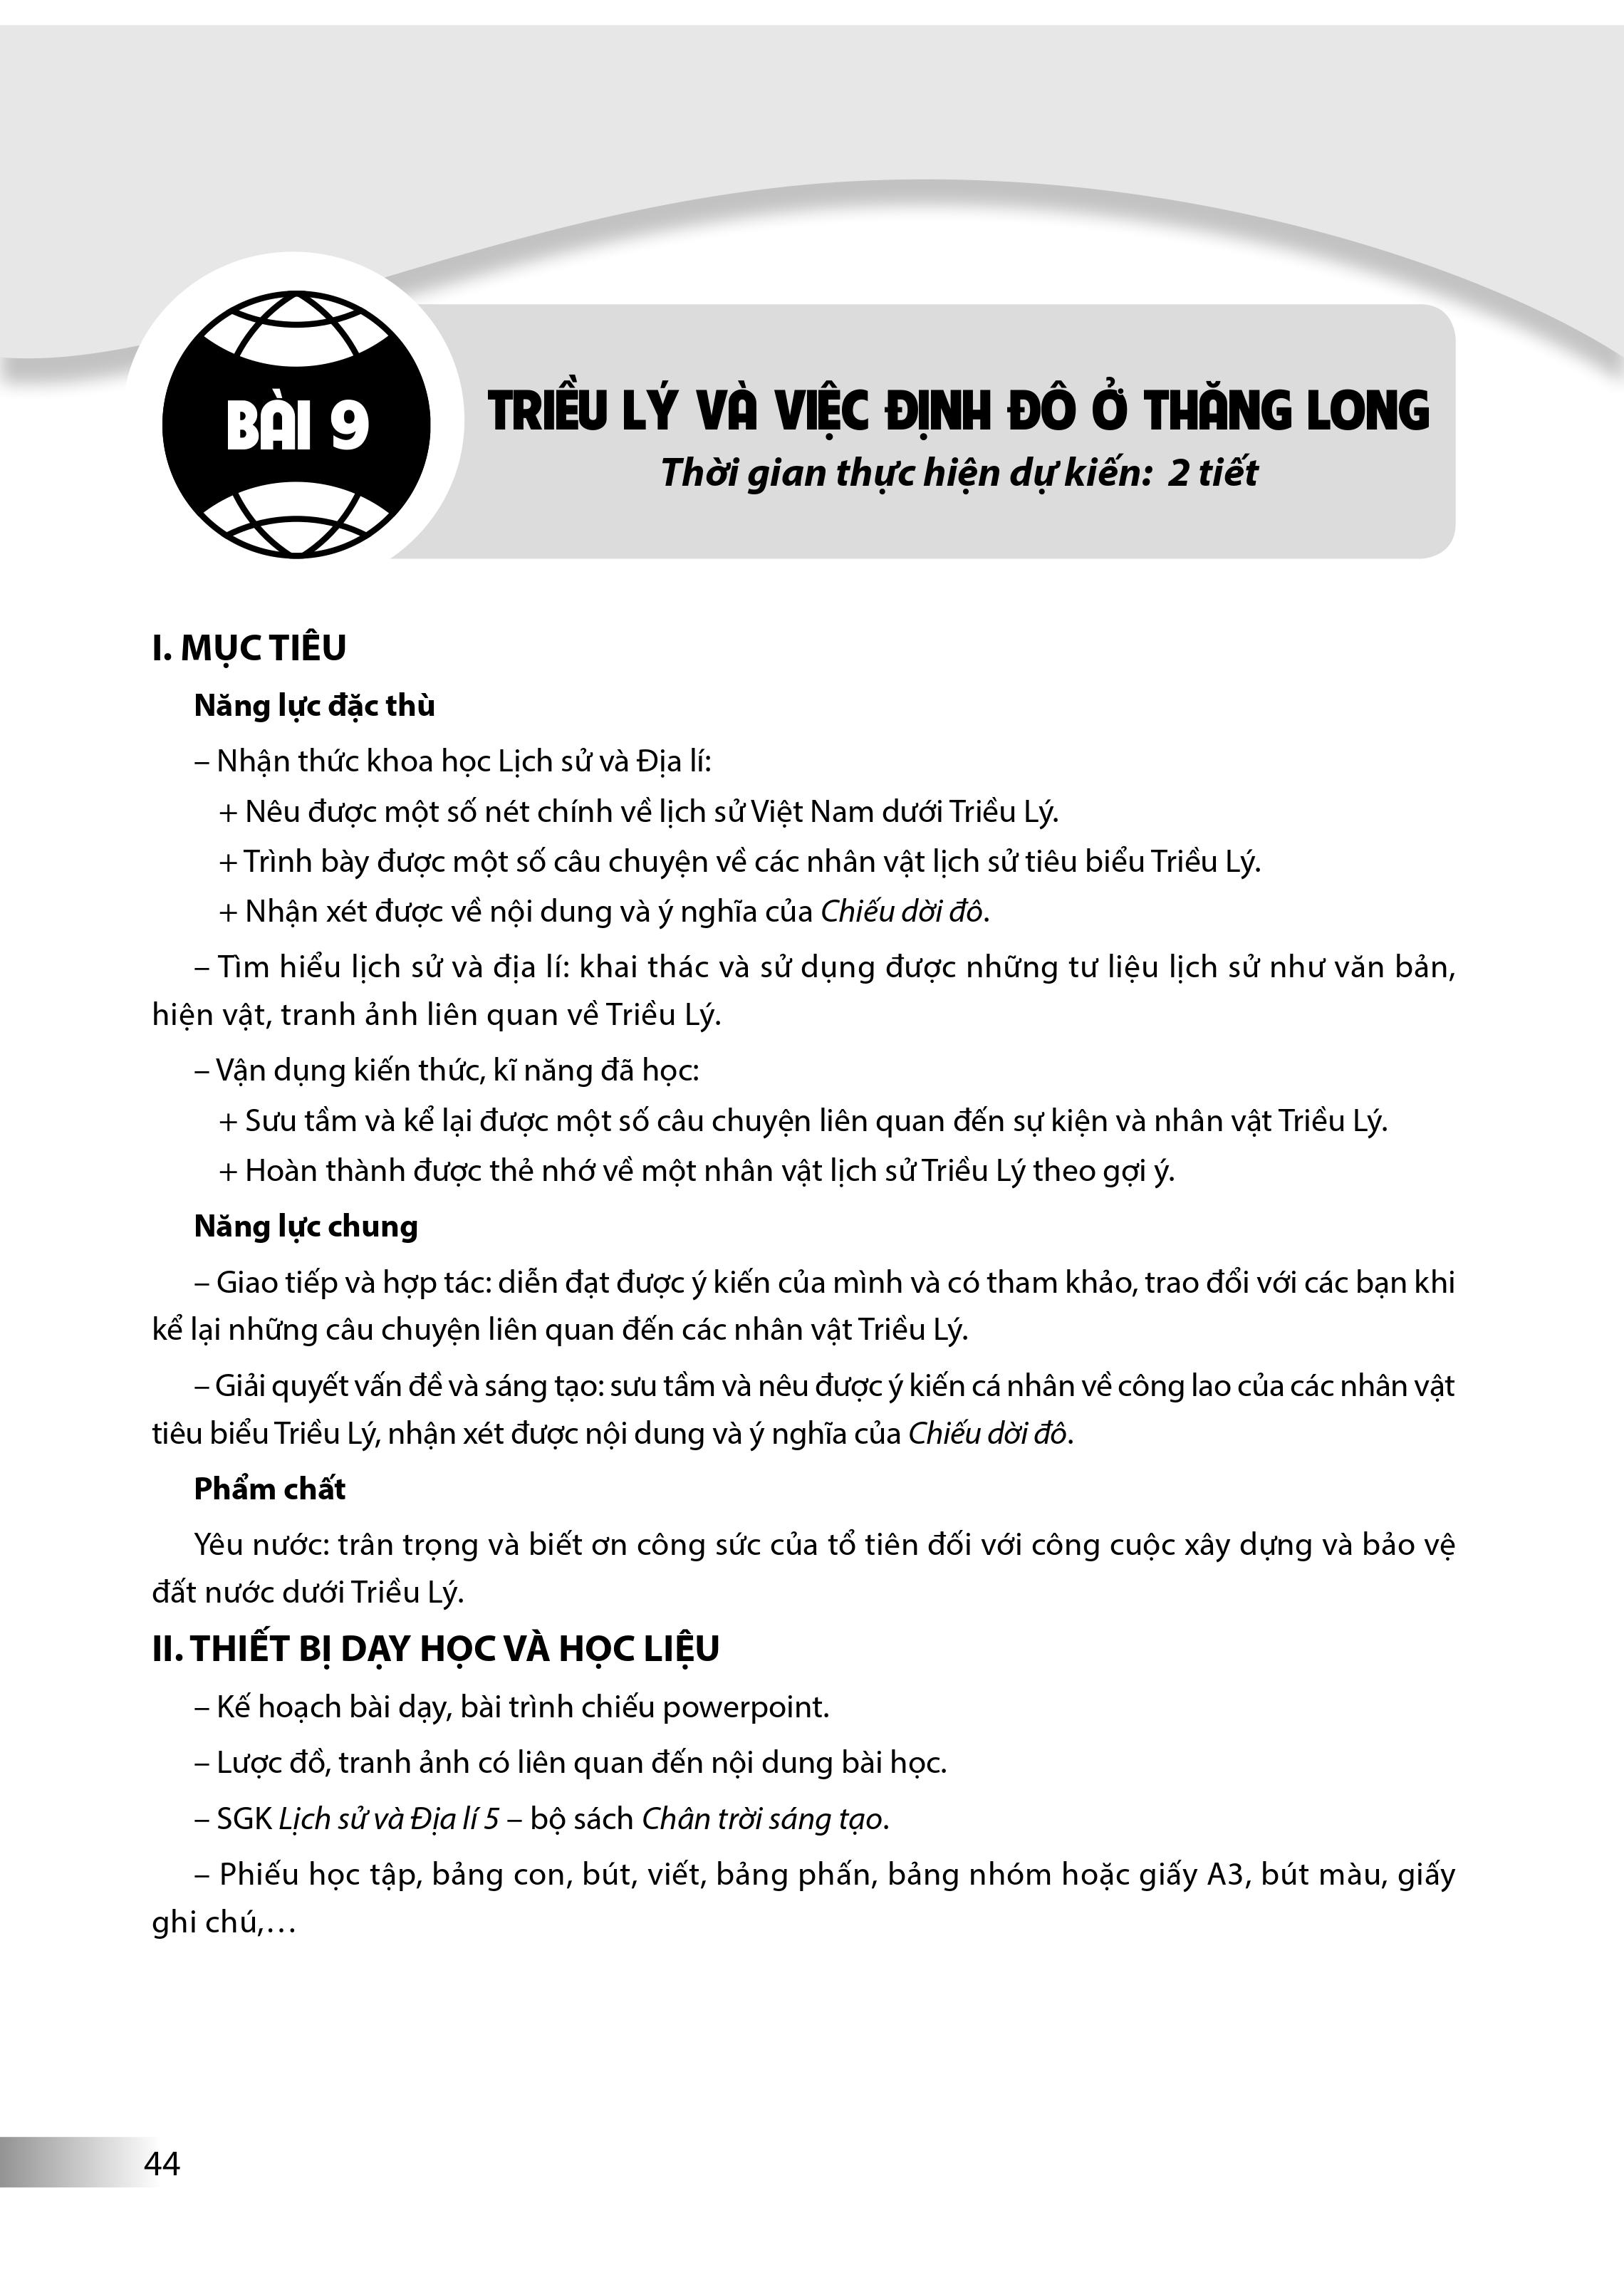 BÀI 9
TRIỀU LÝ VÀ VIỆC ĐỊNH ĐÔ Ở THĂNG LONG
Thời gian thực hiện dự kiến: 2 tiết
I. MỤC TIÊU
Năng lực đặc thù
– Nhận thức khoa học Lịch sử và Địa lí:
+ Nêu được một số nét chính về lịch sử Việt Nam dưới Triều Lý.
+ Trình bày được một số câu chuyện về các nhân vật lịch sử tiêu biểu Triều Lý.
+ Nhận xét được về nội dung và ý nghĩa của Chiếu dời đô.
– Tìm hiểu lịch sử và địa lí: khai thác và sử dụng được những tư liệu lịch sử như văn bản,
hiện vật, tranh ảnh liên quan về Triều Lý.
– Vận dụng kiến thức, kĩ năng đã học:
+ Sưu tầm và kể lại được một số câu chuyện liên quan đến sự kiện và nhân vật Triều Lý.
+ Hoàn thành được thẻ nhớ về một nhân vật lịch sử Triều Lý theo gợi ý.
Năng lực chung
– Giao tiếp và hợp tác: diễn đạt được ý kiến của mình và có tham khảo, trao đổi với các bạn khi
kể lại những câu chuyện liên quan đến các nhân vật Triều Lý.
– Giải quyết vấn đề và sáng tạo: sưu tầm và nêu được ý kiến cá nhân về công lao của các nhân vật
tiêu biểu Triều Lý, nhận xét được nội dung và ý nghĩa của Chiếu dời đô.
Phẩm chất
Yêu nước: trân trọng và biết ơn công sức của tổ tiên đối với công cuộc xây dựng và bảo vệ
đất nước dưới Triều Lý.
II. THIẾT BỊ DẠY HỌC VÀ HỌC LIỆU
– Kế hoạch bài dạy, bài trình chiếu powerpoint.
– Lược đồ, tranh ảnh có liên quan đến nội dung bài học.
– SGK Lịch sử và Địa lí 5 – bộ sách Chân trời sáng tạo.
– Phiếu học tập, bảng con, bút, viết, bảng phấn, bảng nhóm hoặc giấy A3, bút màu, giấy
ghi chú,…
44